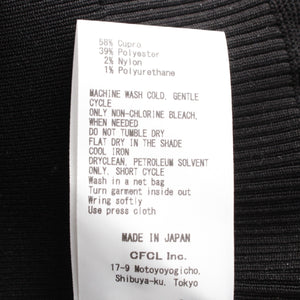 58% Cupro
39% Polyester
2% Nylon
1% Polyurethane
MACHINE WASH COLD, GENTLE
CYCLE
ONLY NON-CHLORINE BLEACH,
WHEN NEEDED
DO NOT TUMBLE DRY
FLAT DRY IN THE SHADE
COOL IRON
DRYCLEAN, PETROLEUM SOLVENT
ONLY, SHORT CYCLE
Wash in a net bag
Turn garment inside out
Wring softly
Use press cloth
MADE IN JAPAN
CFCL Inc.
17-9 Motoyoyogicho,
Shibuya-ku, Tokyo